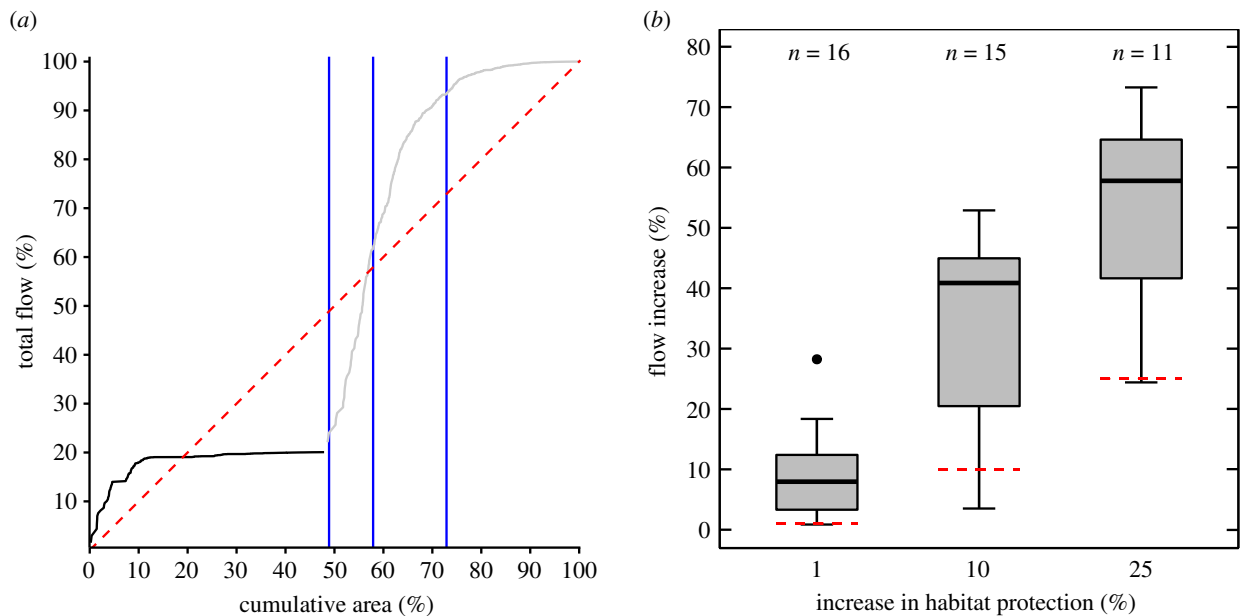 (a)
100
90
80
70
60
50
40
30
20
10
total flow (%)
0 10 20 30 40 50 60 70 80 90 100
cumulative area (%)
(b)
n = 16 n = 15 n = 11
80
70
60
50
40
30
20
10
0
flow increase (%)
1 10 25
increase in habitat protection (%)